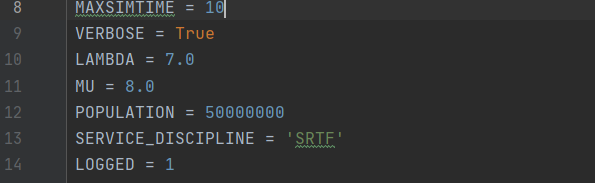 8 MAXSIMTIME = 10
9 VERBOSE = True
10 LAMBDA = 7.0
11 MU = 8.0
12 POPULATION = 50000000
13 SERVICE_DISCIPLINE = 'SRTF'
14 LOGGED = 1